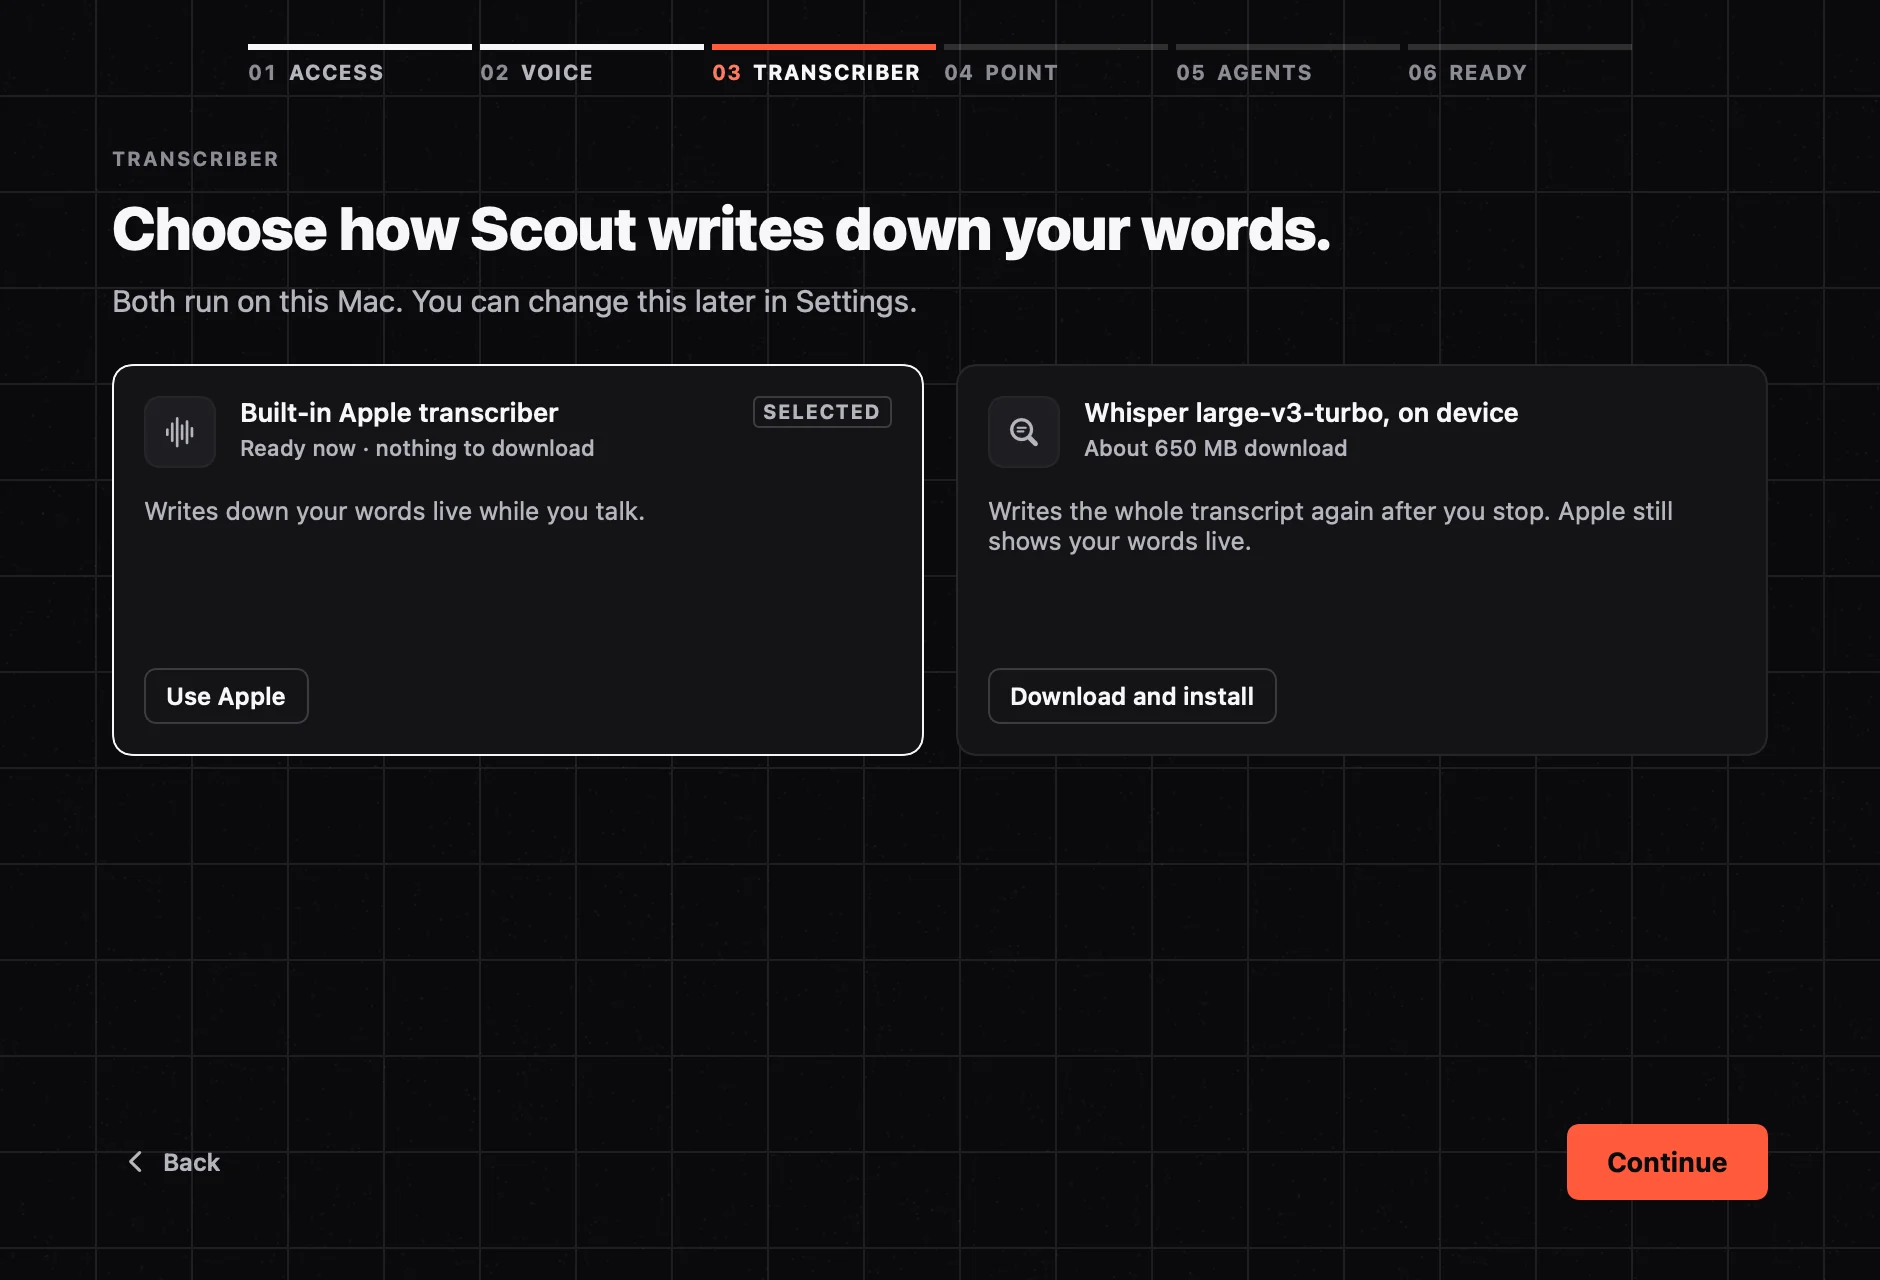 01 ACCESS
02 VOICE
03 TRANSCRIBER
04 POINT
05 AGENTS
06 READY
TRANSCRIBER
Choose how Scout writes down your words.
Both run on this Mac. You can change this later in Settings.
Built-in Apple transcriber
SELECTED
Ready now · nothing to download
Writes down your words live while you talk.
Use Apple
Whisper large-v3-turbo, on device
About 650 MB download
Writes the whole transcript again after you stop. Apple still
shows your words live.
Download and install
Back
Continue